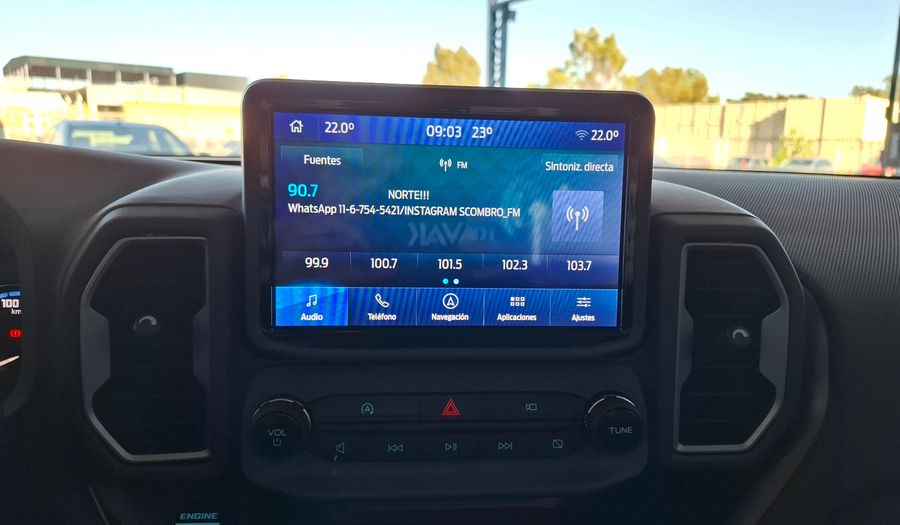 22.0° 09:03 23° 22.0°
Fuentes FM Sintoniz. directa
90.7 NORTE!!!
WhatsApp 11-6-754-5421/INSTAGRAM SCOMBRO_FM
99.9 100.7 101.5 102.3 103.7
Audio Teléfono Navegación Aplicaciones Ajustes
100
km
A
VOL TUNE
ENGINE